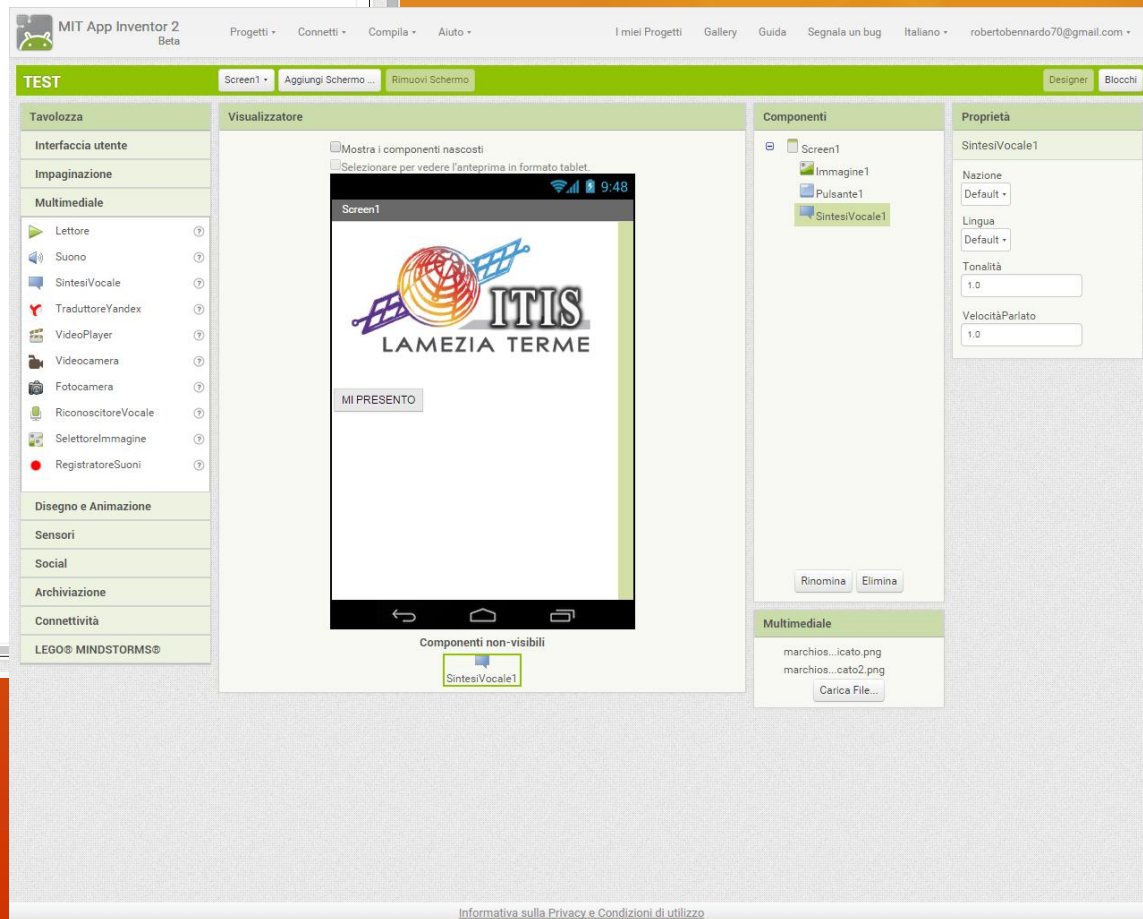 MIT App Inventor 2
Beta
Progetti Connetti Compila Aiuto I miei Progetti Gallery Guida Segnala un bug Italiano robertobennardo70@gmail.com
TEST
Screen1 Aggiungi Schermo ... Rimuovi Schermo Designer Blocchi
Tavolozza
Interfaccia utente
Impaginazione
Multimediale
Lettore
Suono
SintesiVocale
TraduttoreYandex
VideoPlayer
Videocamera
Fotocamera
RiconoscitoreVocale
SelettoreImmagine
RegistratoreSuoni
Disegno e Animazione
Sensori
Social
Archiviazione
Connettività
LEGO® MINDSTORMS®
Visualizzatore
Mostra i componenti nascosti
Selezionare per vedere l'anteprima in formato tablet.
9:48
Screen1
ITIS
LAMEZIA TERME
MI PRESENTO
Componenti non-visibili
SintesiVocale1
Componenti
Screen1
Immagine1
Pulsante1
SintesiVocale1
Rinomina Elimina
Multimediale
marchios...icato.png
marchios...cato2.png
Carica File...
Proprietà
SintesiVocale1
Nazione
Default
Lingua
Default
Tonalità
1.0
VelocitàParlato
1.0
Informativa sulla Privacy e Condizioni di utilizzo